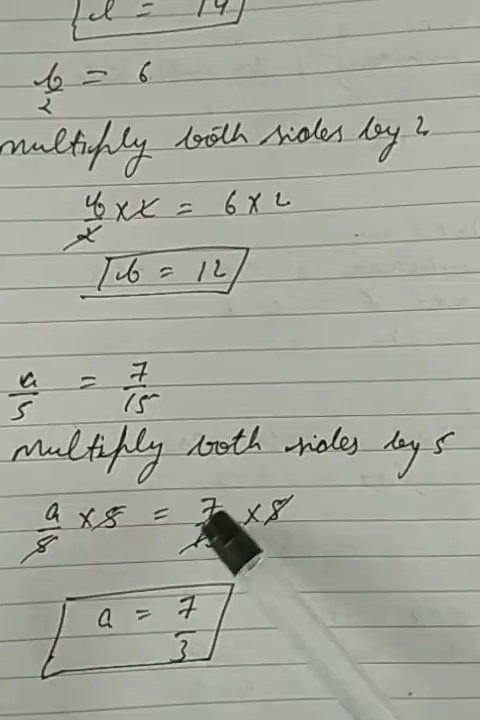 l = 14
b/2 = 6
Multiply both sides by 2
b/2 × 2 = 6 × 2
b = 12
a/5 = 7/15
Multiply both sides by 5
a/5 × 5 = 7/ × 5
a = 7/3